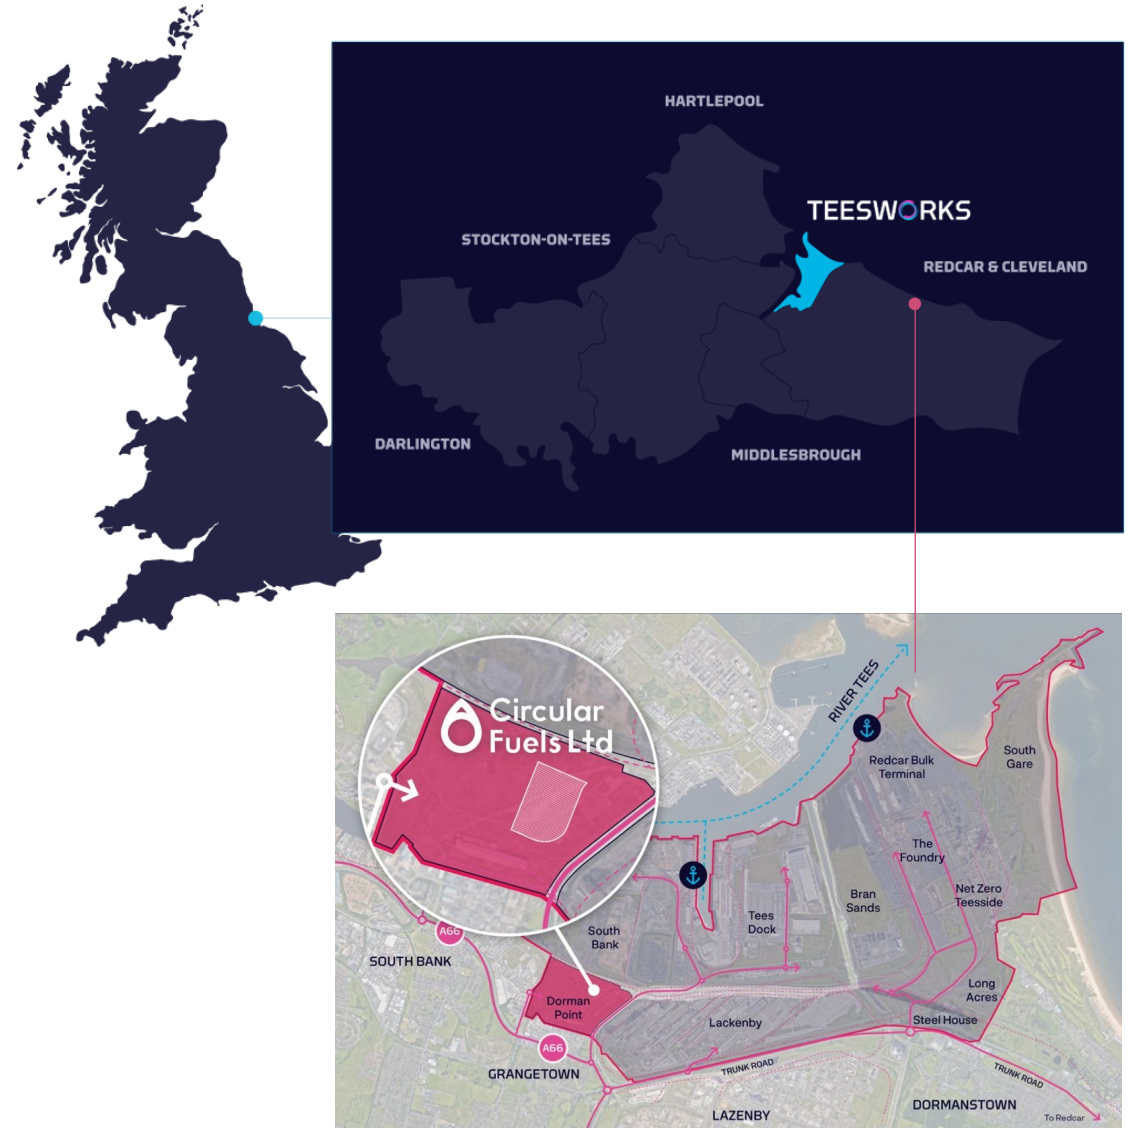 HARTLEPOOL
TEESWORKS
STOCKTON-ON-TEES
REDCAR & CLEVELAND
DARLINGTON
MIDDLESBROUGH
Circular
Fuels Ltd
RIVER TEES
South
Gare
Redcar Bulk
Terminal
The
Foundry
Net Zero
Teesside
Bran
Sands
Tees
Dock
South
Bank
A66
SOUTH BANK
Long
Acres
Dorman
Point
Steel House
Lackenby
A66
GRANGETOWN
TRUNK ROAD
TRUNK ROAD
DORMANSTOWN
LAZENBY
To Redcar